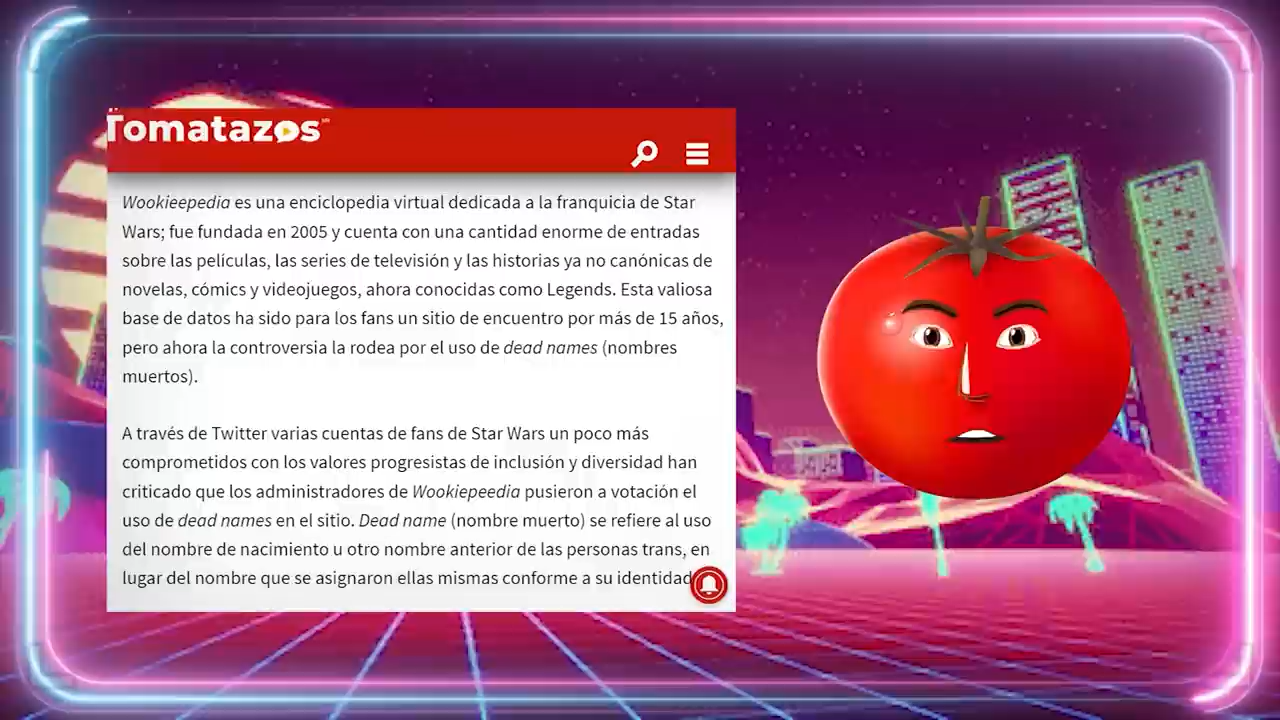 Tomatazos
Wookieepedia es una enciclopedia virtual dedicada a la franquicia de Star
Wars; fue fundada en 2005 y cuenta con una cantidad enorme de entradas
sobre las películas, las series de televisión y las historias ya no canónicas de
novelas, cómics y videojuegos, ahora conocidas como Legends. Esta valiosa
base de datos ha sido para los fans un sitio de encuentro por más de 15 años,
pero ahora la controversia la rodea por el uso de dead names (nombres
muertos).
A través de Twitter varias cuentas de fans de Star Wars un poco más
comprometidos con los valores progresistas de inclusión y diversidad han
criticado que los administradores de Wookiepeedia pusieron a votación el
uso de dead names en el sitio. Dead name (nombre muerto) se refiere al uso
del nombre de nacimiento u otro nombre anterior de las personas trans, en
lugar del nombre que se asignaron ellas mismas conforme a su identidad